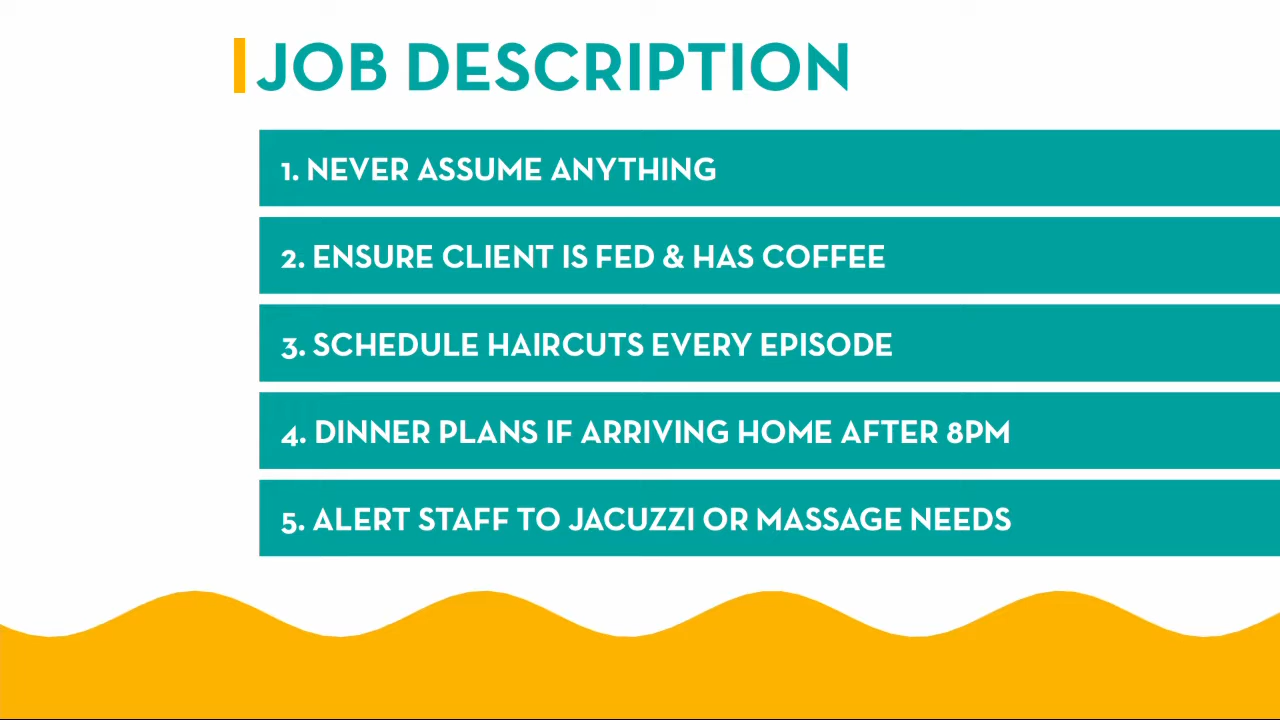 JOB DESCRIPTION
1. NEVER ASSUME ANYTHING
2. ENSURE CLIENT IS FED & HAS COFFEE
3. SCHEDULE HAIRCUTS EVERY EPISODE
4. DINNER PLANS IF ARRIVING HOME AFTER 8PM
5. ALERT STAFF TO JACUZZI OR MASSAGE NEEDS